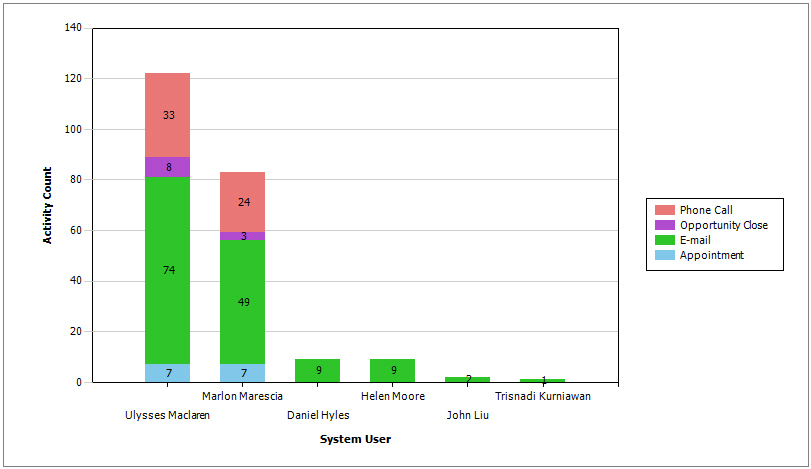 140
120
100
80
60
40
20
0
Activity Count
33
8
74
7
24
3
49
7
9
9
2
1
Marlon Marescia Helen Moore Trisnadi Kurniawan
Ulysses Maclaren Daniel Hyles John Liu
System User
Phone Call
Opportunity Close
E-mail
Appointment